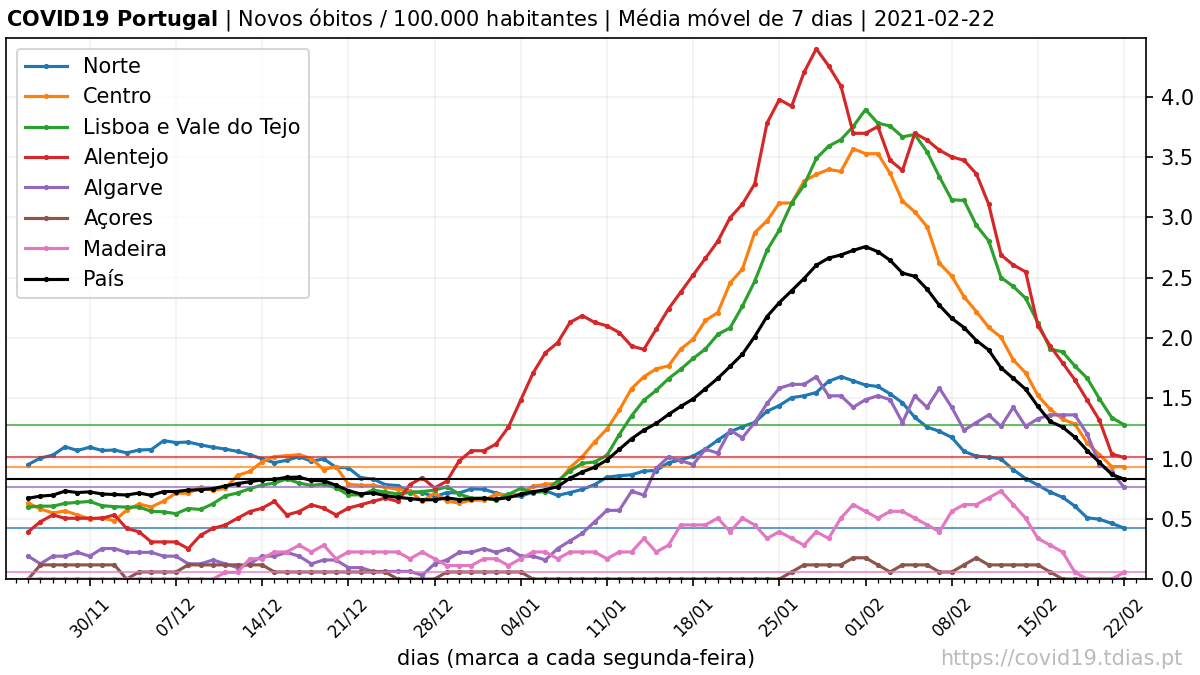 COVID19 Portugal | Novos óbitos / 100.000 habitantes | Média móvel de 7 dias | 2021-02-22
Norte
Centro
Lisboa e Vale do Tejo
Alentejo
Algarve
Açores
Madeira
País
4.0
3.5
3.0
2.5
2.0
1.5
1.0
0.5
0.0
30/11 07/12 14/12 21/12 28/12 04/01 11/01 18/01 25/01 01/02 08/02 15/02 22/02
dias (marca a cada segunda-feira)
https://covid19.tdias.pt